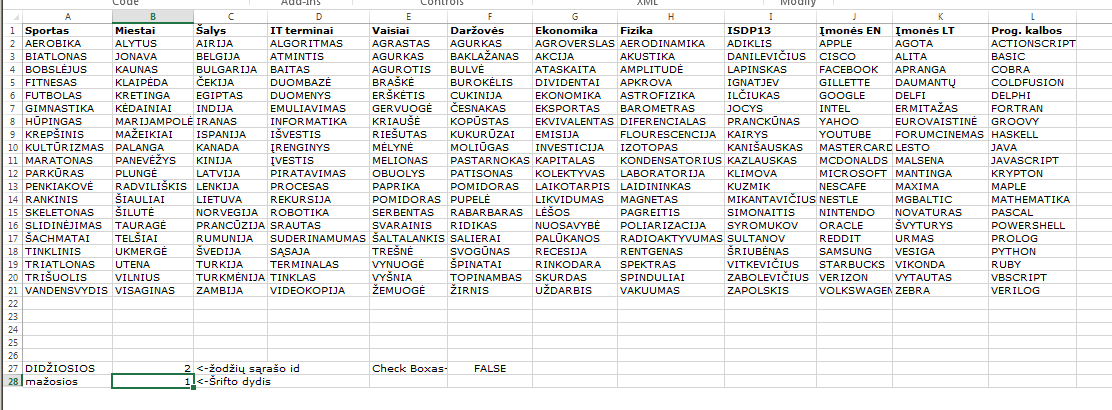 Code Add-Ins Controls XML Modify
A B C D E F G H I J K L
1 Sportas Miestai Šalys IT terminai Vaisiai Daržovės Ekonomika Fizika ISDP13 Įmonės EN Įmonės LT Prog. kalbos
2 AEROBIKA ALYTUS AIRIJA ALGORITMAS AGRASTAS AGURKAS AGROVERSLAS AERODINAMIKA ADIKLIS APPLE AGOTA ACTIONSCRIPT
3 BIATLONAS JONAVA BELGIJA ATMINTIS AGURKAS BAKLAŽANAS AKCIJA AKUSTIKA DANILEVIČIUS CISCO ALITA BASIC
4 BOBSLĖJUS KAUNAS BULGARIJA BAITAS AGUROTIS BULVĖ ATASKAITA AMPLITUDĖ LAPINSKAS FACEBOOK APRANGA COBRA
5 FITNESAS KLAIPĖDA ČEKIJA DUOMBAZĖ BRAŠKĖ BUROKĖLIS DIVIDENTAI APKROVA IGNATJEV GILLETTE DAUMANTŲ COLDFUSION
6 FUTBOLAS KRETINGA EGIPTAS DUOMENYS ERŠKĖTIS CUKINIJA EKONOMIKA ASTROFIZIKA ILČIUKAS GOOGLE DELFI DELPHI
7 GIMNASTIKA KĖDAINIAI INDIJA EMULIAVIMAS GERVUOGĖ ČESNAKAS EKSPORTAS BAROMETRAS JOCYS INTEL ERMITAŽAS FORTRAN
8 HŪPINGAS MARIJAMPOLĖ IRANAS INFORMATIKA KRIAUŠĖ KOPŪSTAS EKVIVALENTAS DIFERENCIALAS PRANCKŪNAS YAHOO EUROVAISTINĖ GROOVY
9 KREPŠINIS MAŽEIKIAI ISPANIJA IŠVESTIS RIEŠUTAS KUKURŪZAI EMISIJA FLOURESCENCIJA KAIRYS YOUTUBE FORUMCINEMAS HASKELL
10 KULTŪRIZMAS PALANGA KANADA ĮRENGINYS MĖLYNĖ MOLIŪGAS INVESTICIJA IZOTOPAS KANIŠAUSKAS MASTERCARD LESTO JAVA
11 MARATONAS PANEVĖŽYS KINIJA ĮVESTIS MELIONAS PASTARNOKAS KAPITALAS KONDENSATORIUS KAZLAUSKAS MCDONALDS MALSENA JAVASCRIPT
12 PARKŪRAS PLUNGĖ LATVIJA PIRATAVIMAS OBUOLYS PATISONAS KOLEKTYVAS LABORATORIJA KLIMOVA MICROSOFT MANTINGA KRYPTON
13 PENKIAKOVĖ RADVILIŠKIS LENKIJA PROCESAS PAPRIKA POMIDORAS LAIKOTARPIS LAIDININKAS KUZMIK NESCAFE MAXIMA MAPLE
14 RANKINIS ŠIAULIAI LIETUVA REKURSIJA POMIDORAS PUPELĖ LIKVIDUMAS MAGNETAS MIKANTAVIČIUS NESTLE MGBALTIC MATHEMATIKA
15 SKELETONAS ŠILUTĖ NORVEGIJA ROBOTIKA SERBENTAS RABARBARAS LĖŠOS PAGREITIS SIMONAITIS NINTENDO NOVATURAS PASCAL
16 SLIDINĖJIMAS TAURAGĖ PRANCŪZIJA SRAUTAS SVARAINIS RIDIKAS NUOSAVYBĖ POLIARIZACIJA SYROMUKOV ORACLE ŠVYTURYS POWERSHELL
17 ŠACHMATAI TELŠIAI RUMUNIJA SUDERINAMUMAS ŠALTALANKIS SALIERAI PALŪKANOS RADIOAKTYVUMAS SULTANOV REDDIT URMAS PROLOG
18 TINKLINIS UKMERGĖ ŠVEDIJA SĄSAJA TREŠNĖ SVOGŪNAS RECESIJA RENTGENAS ŠRIUBĖNAS SAMSUNG VESIGA PYTHON
19 TRIATLONAS UTENA TURKIJA TERMINALAS VYNUOGĖ ŠPINATAI RINKODARA SPEKTRAS VITKEVIČIUS STARBUCKS VIKONDA RUBY
20 TRIŠUOLIS VILNIUS TURKMĖNIJA TINKLAS VYŠNIA TOPINAMBAS SKURDAS SPINDULIAI ZABOLEVIČIUS VERIZON VYTAUTAS VBSCRIPT
21 VANDENSVYDIS VISAGINAS ZAMBIJA VIDEOKOPIJA ŽEMUOGĖ ŽIRNIS UŽDARBIS VAKUUMAS ZAPOLSKIS VOLKSWAGEN ZEBRA VERILOG
22
23
24
25
26
27 DIDŽIOSIOS 2 <-žodžių sąrašo id Check Boxas- FALSE
28 mažosios 1 <-Šrifto dydis